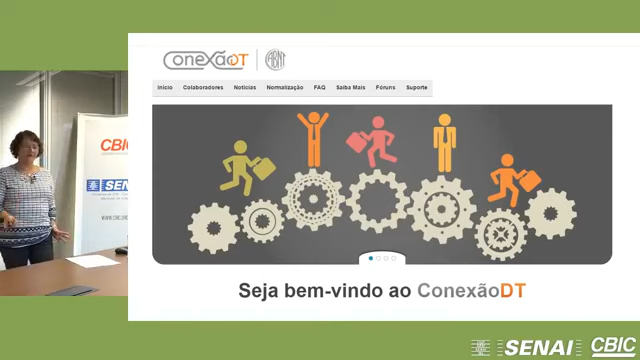 ConexãoDT
ABNT
Início Colaboradores Notícias Normalização FAQ Saiba Mais Fóruns Suporte
CBIC
SENAI
Seja bem-vindo ao ConexãoDT
SENAI CBIC